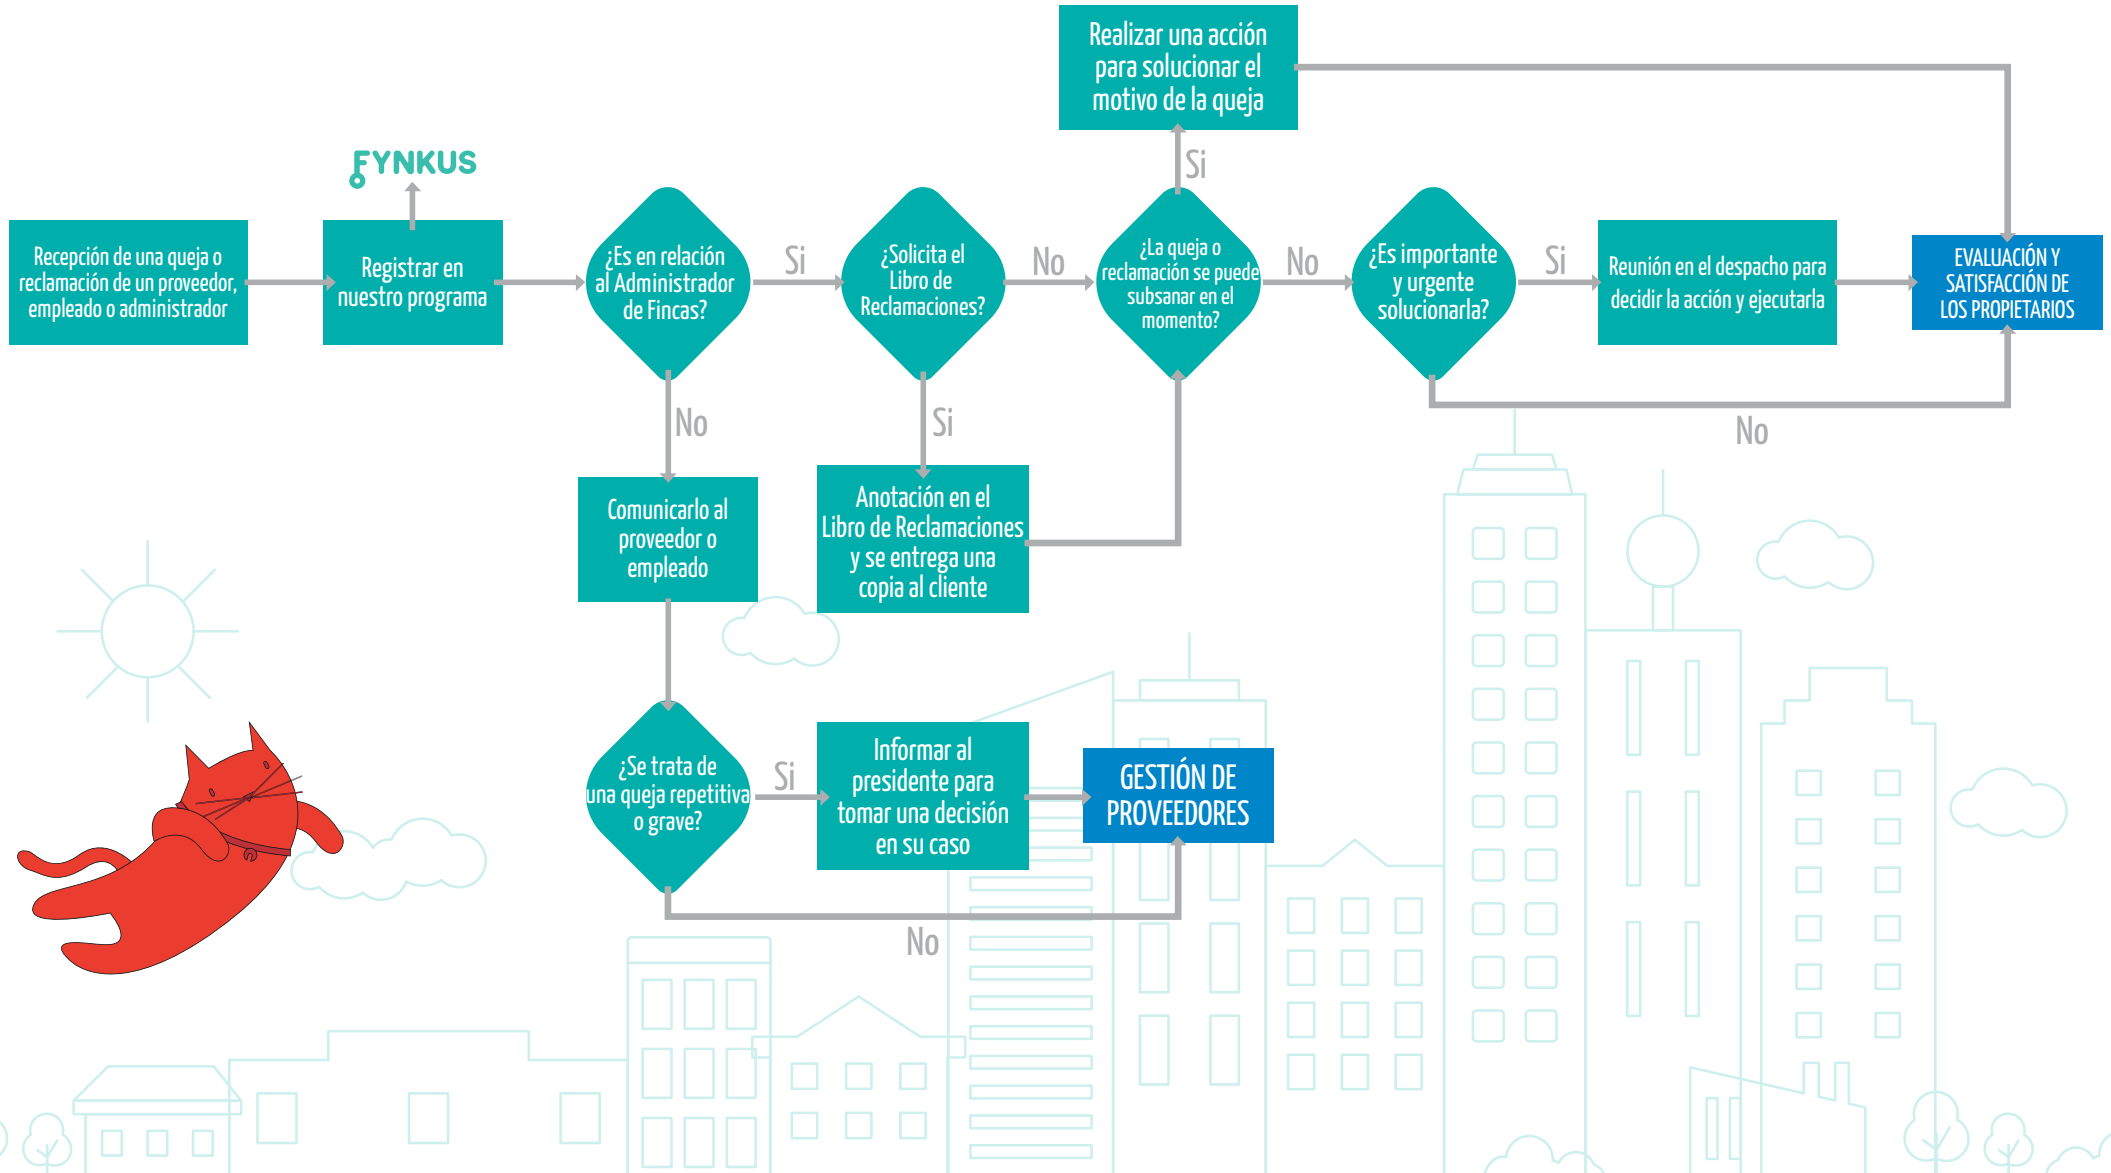 Realizar una acción
para solucionar el
motivo de la queja
Si
FYNKUS
Recepción de una queja o
reclamación de un proveedor,
empleado o administrador
Registrar en
nuestro programa
¿Es en relación
al Administrador
de Fincas?
Si
¿Solicita el
Libro de
Reclamaciones?
No
¿La queja o
reclamación se puede
subsanar en el
momento?
No
¿Es importante
y urgente
solucionarla?
Si
Reunión en el despacho para
decidir la acción y ejecutarla
EVALUACIÓN Y
SATISFACCIÓN DE
LOS PROPIETARIOS
No
Si
No
Comunicarlo al
proveedor o
empleado
Anotación en el
Libro de Reclamaciones
y se entrega una
copia al cliente
¿Se trata de
una queja repetitiva
o grave?
Si
Informar al
presidente para
tomar una decisión
en su caso
GESTIÓN DE
PROVEEDORES
No